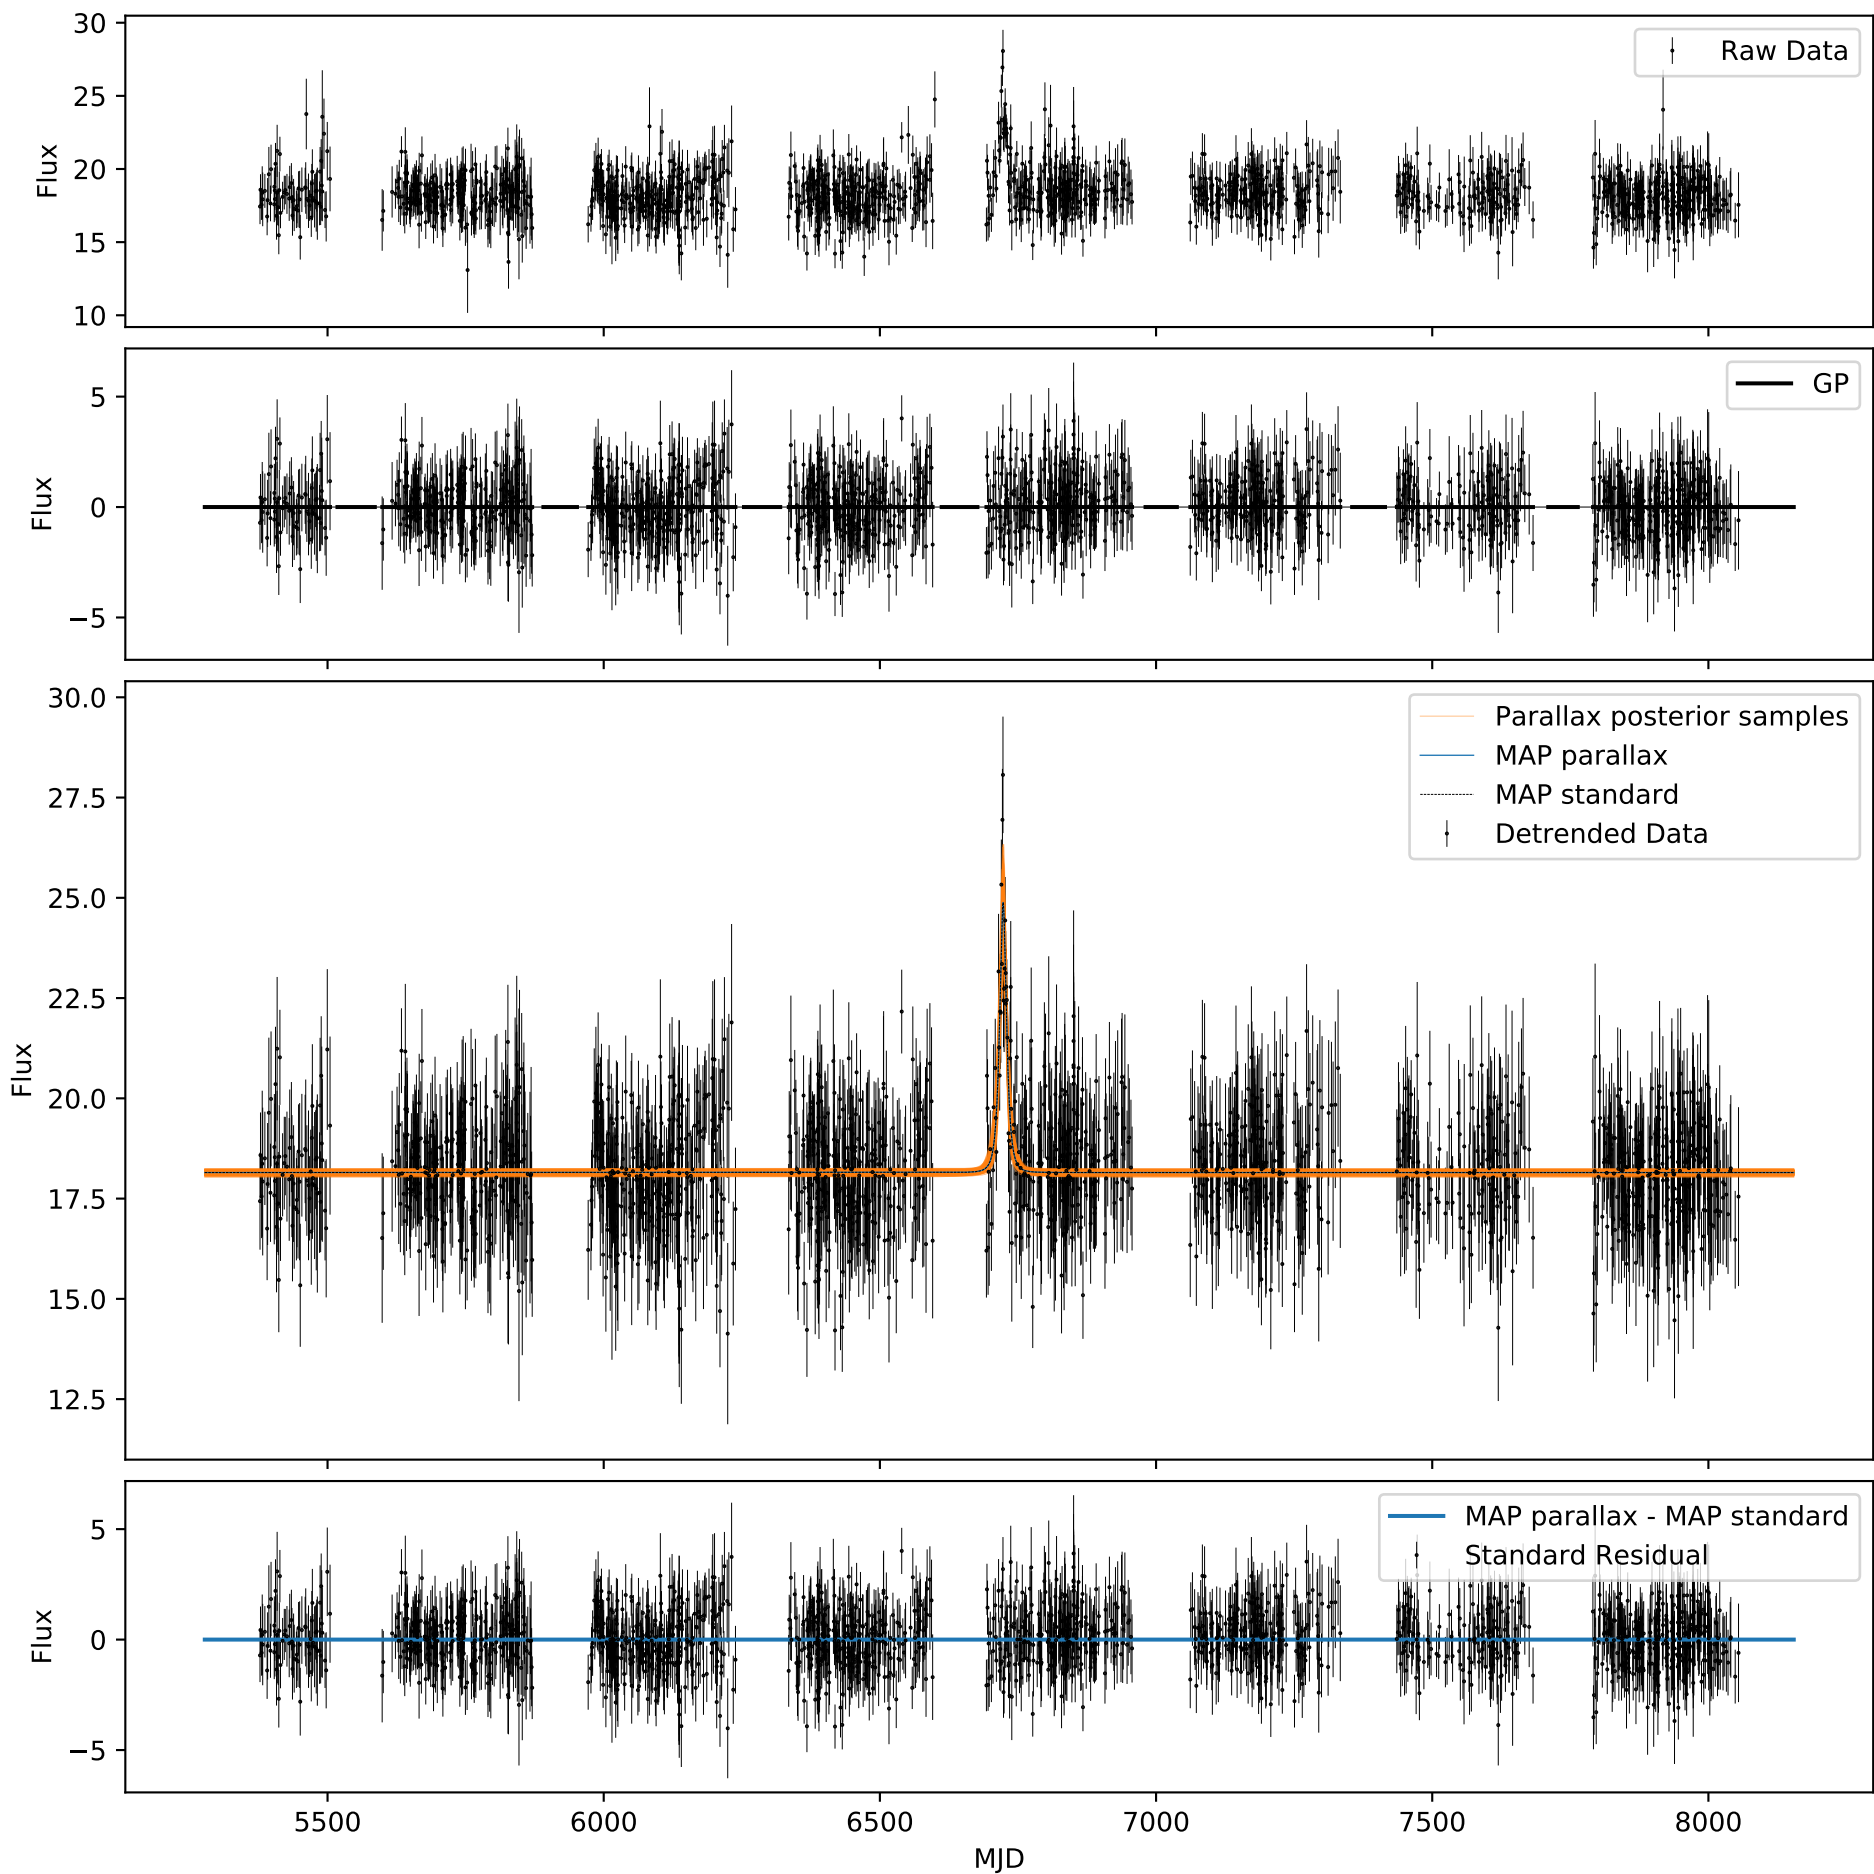 30
25
20
15
10
Flux
Raw Data
5
0
−5
Flux
GP
30.0
27.5
25.0
22.5
20.0
17.5
15.0
12.5
Flux
Parallax posterior samples
MAP parallax
MAP standard
Detrended Data
5
0
−5
Flux
MAP parallax - MAP standard
Standard Residual
5500 6000 6500 7000 7500 8000
MJD